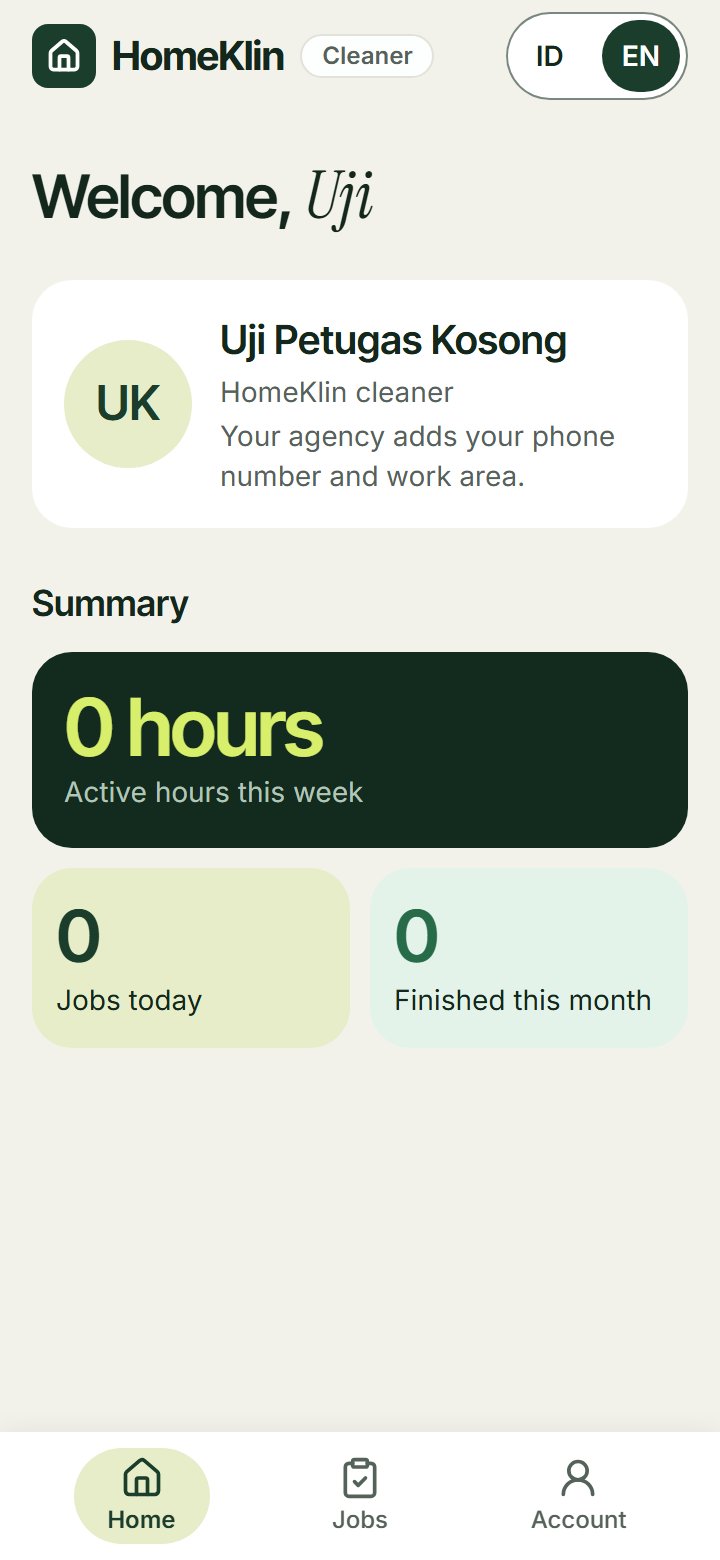 HomeKlin
Cleaner
ID
EN
Welcome, Uji
UK
Uji Petugas Kosong
HomeKlin cleaner
Your agency adds your phone
number and work area.
Summary
0 hours
Active hours this week
0
Jobs today
0
Finished this month
Home
Jobs
Account